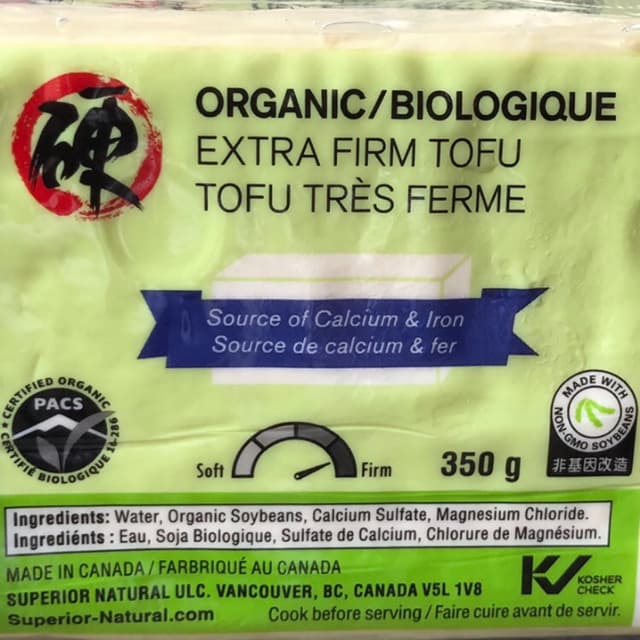 硬
ORGANIC/BIOLOGIQUE
EXTRA FIRM TOFU
TOFU TRÈS FERME
Source of Calcium & Iron
Source de calcium & fer
CERTIFIED ORGANIC
PACS
CERTIFIÉ BIOLOGIQUE 16-298
Soft
Firm
350 g
MADE WITH
NON-GMO SOYBEANS
非基因改造
Ingredients: Water, Organic Soybeans, Calcium Sulfate, Magnesium Chloride.
Ingrediénts : Eau, Soja Biologique, Sulfate de Calcium, Chlorure de Magnésium.
MADE IN CANADA / FARBRIQUÉ AU CANADA
SUPERIOR NATURAL ULC. VANCOUVER, BC, CANADA V5L 1V8
KOSHER
CHECK
Superior-Natural.com
Cook before serving / Faire cuire avant de servir.